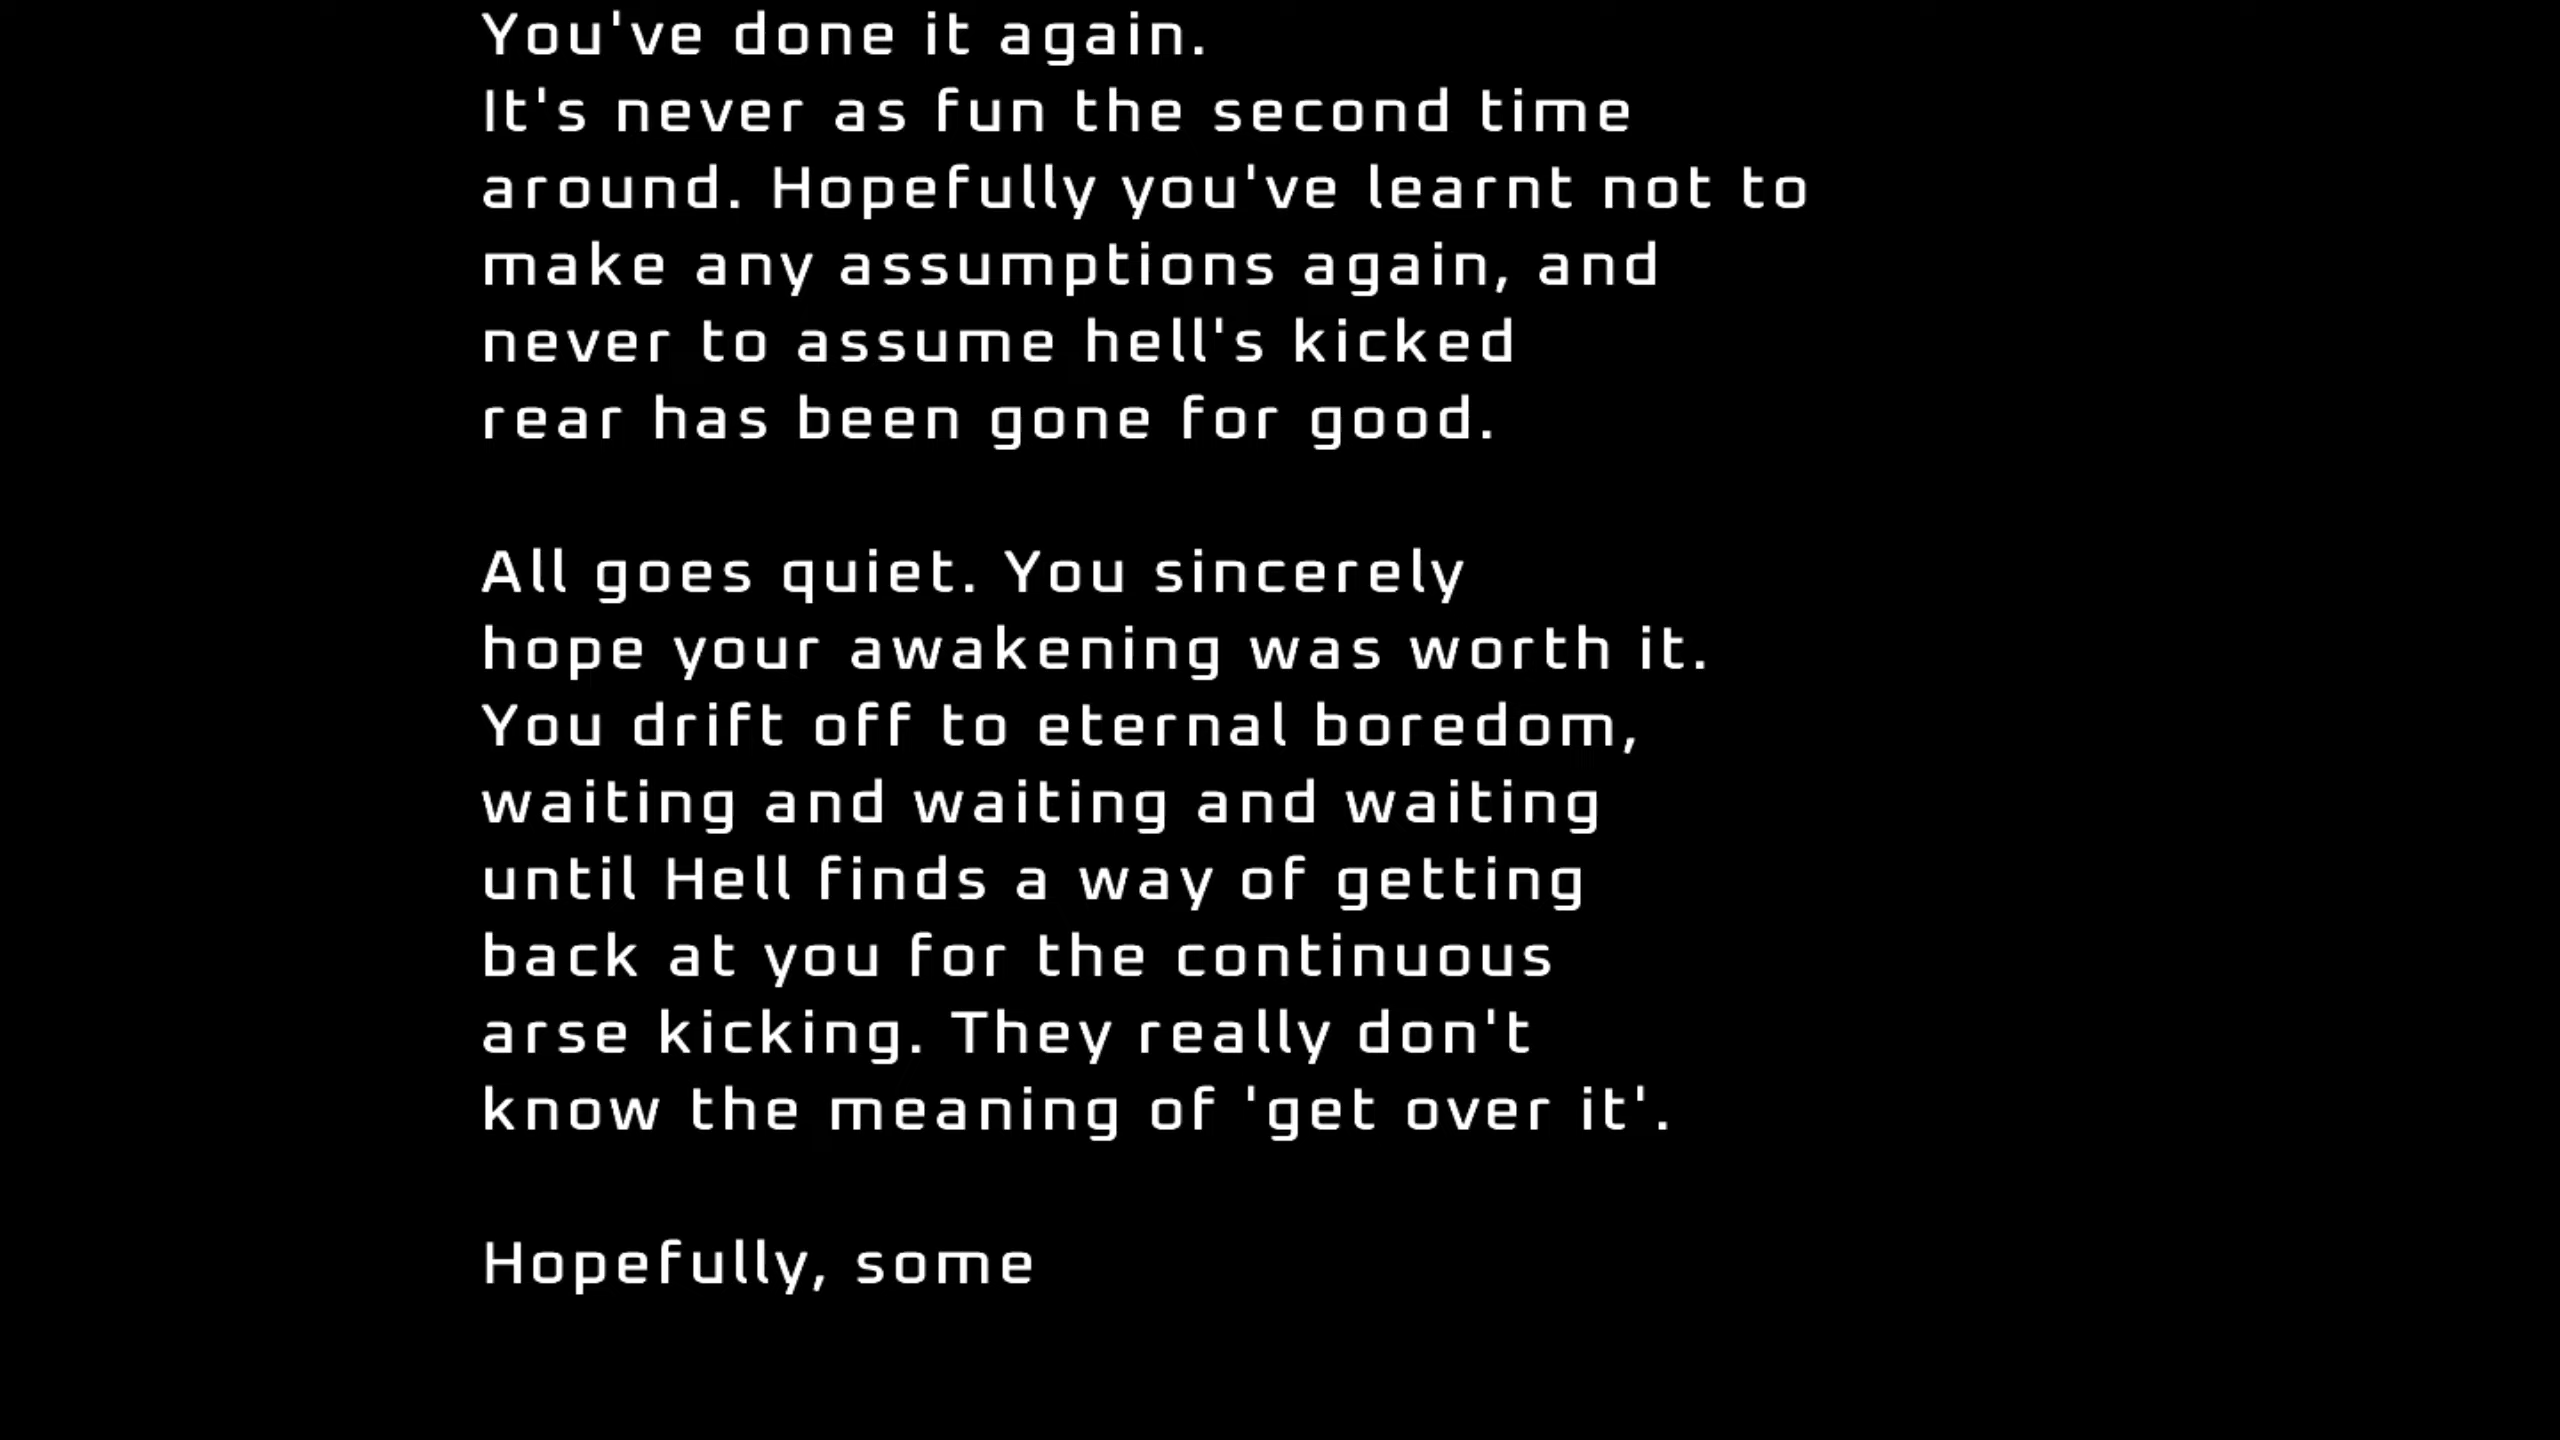 You've done it again.
It's never as fun the second time
around. Hopefully you've learnt not to
make any assumptions again, and
never to assume hell's kicked
rear has been gone for good.
All goes quiet. You sincerely
hope your awakening was worth it.
You drift off to eternal boredom,
waiting and waiting and waiting
until Hell finds a way of getting
back at you for the continuous
arse kicking. They really don't
know the meaning of 'get over it'.
Hopefully, some